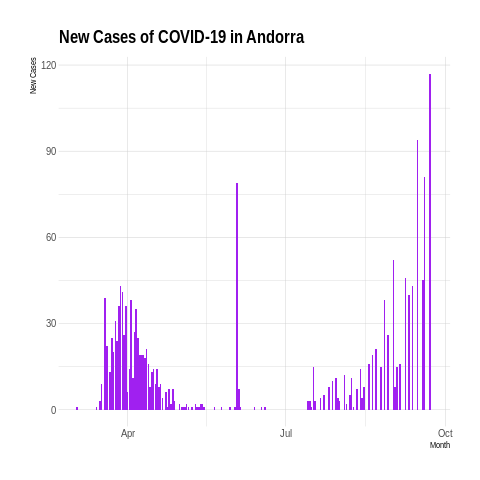 New Cases of COVID-19 in Andorra
New Cases
120
90
60
30
0
Apr
Jul
Oct
Month